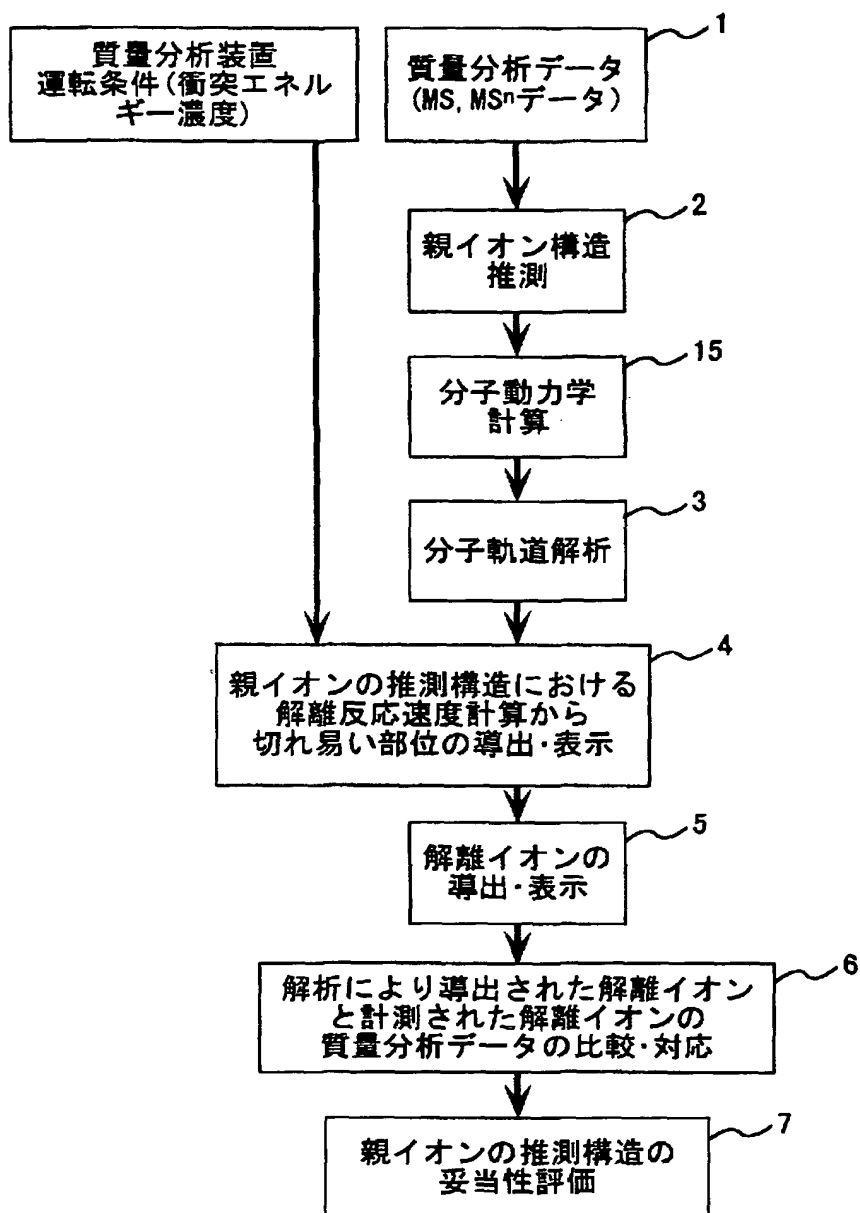 質量分析装置
運転条件(衝突エネル
ギー濃度)
1
質量分析データ
(MS, MSⁿデータ)
2
親イオン構造
推測
15
分子動力学
計算
3
分子軌道解析
4
親イオンの推測構造における
解離反応速度計算から
切れ易い部位の導出・表示
5
解離イオンの
導出・表示
6
解析により導出された解離イオン
と計測された解離イオンの
質量分析データの比較・対応
7
親イオンの推測構造の
妥当性評価